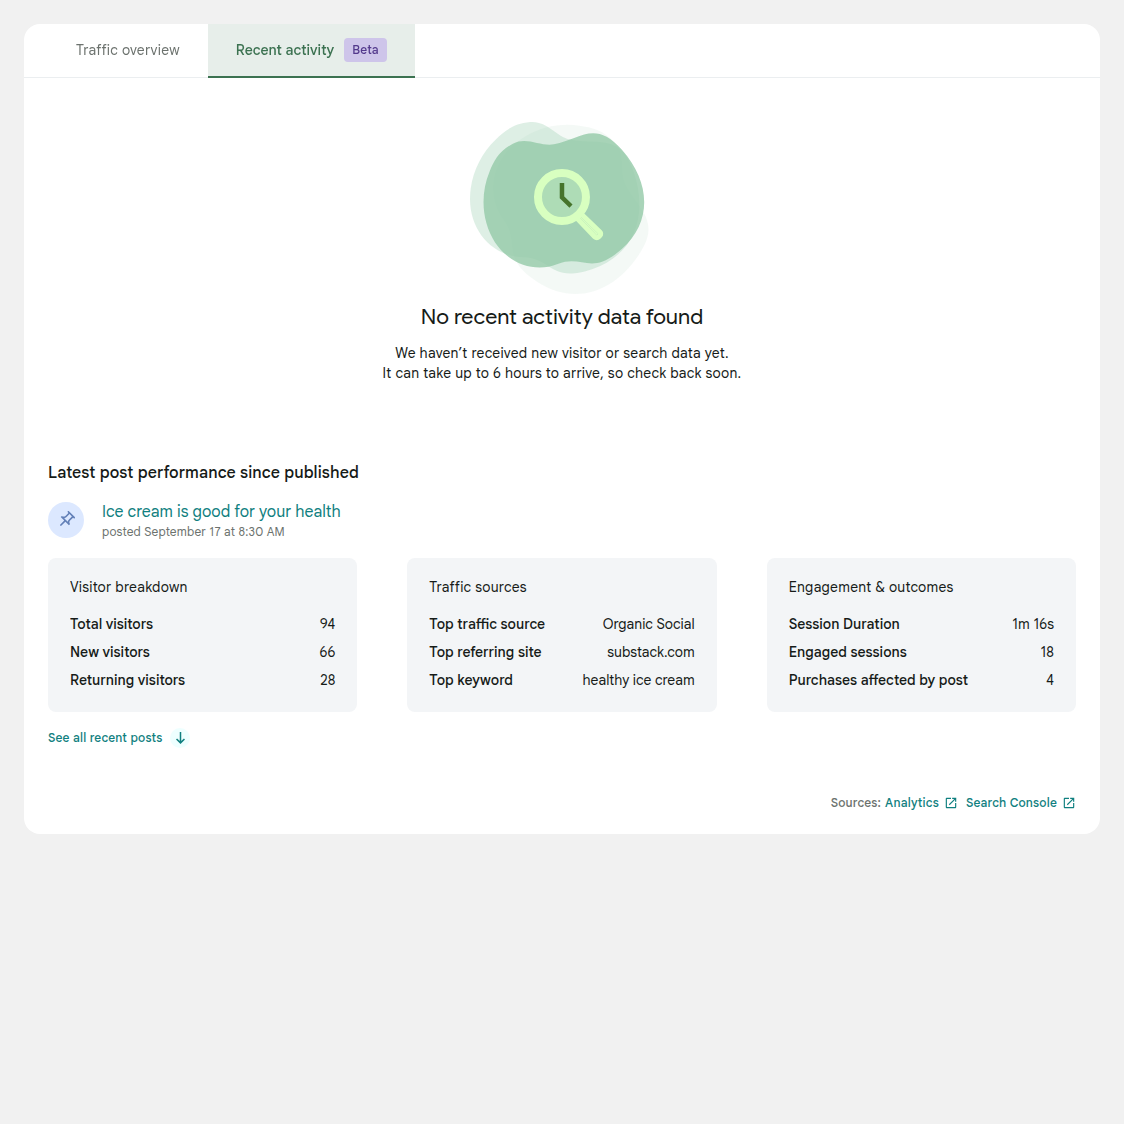 Traffic overview
Recent activity Beta
No recent activity data found
We haven’t received new visitor or search data yet.
It can take up to 6 hours to arrive, so check back soon.
Latest post performance since published
Ice cream is good for your health
posted September 17 at 8:30 AM
Visitor breakdown
Total visitors 94
New visitors 66
Returning visitors 28
Traffic sources
Top traffic source Organic Social
Top referring site substack.com
Top keyword healthy ice cream
Engagement & outcomes
Session Duration 1m 16s
Engaged sessions 18
Purchases affected by post 4
See all recent posts
Sources: Analytics Search Console